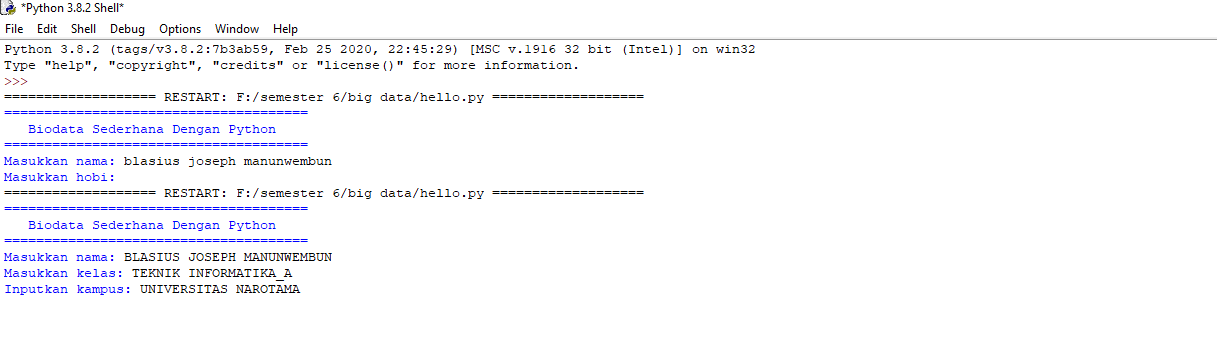 *Python 3.8.2 Shell*
File Edit Shell Debug Options Window Help
Python 3.8.2 (tags/v3.8.2:7b3ab59, Feb 25 2020, 22:45:29) [MSC v.1916 32 bit (Intel)] on win32
Type "help", "copyright", "credits" or "license()" for more information.
>>>
=================== RESTART: F:/semester 6/big data/hello.py ===================
======================================
   Biodata Sederhana Dengan Python
======================================
Masukkan nama: blasius joseph manunwembun
Masukkan hobi:
=================== RESTART: F:/semester 6/big data/hello.py ===================
======================================
   Biodata Sederhana Dengan Python
======================================
Masukkan nama: BLASIUS JOSEPH MANUNWEMBUN
Masukkan kelas: TEKNIK INFORMATIKA_A
Inputkan kampus: UNIVERSITAS NAROTAMA